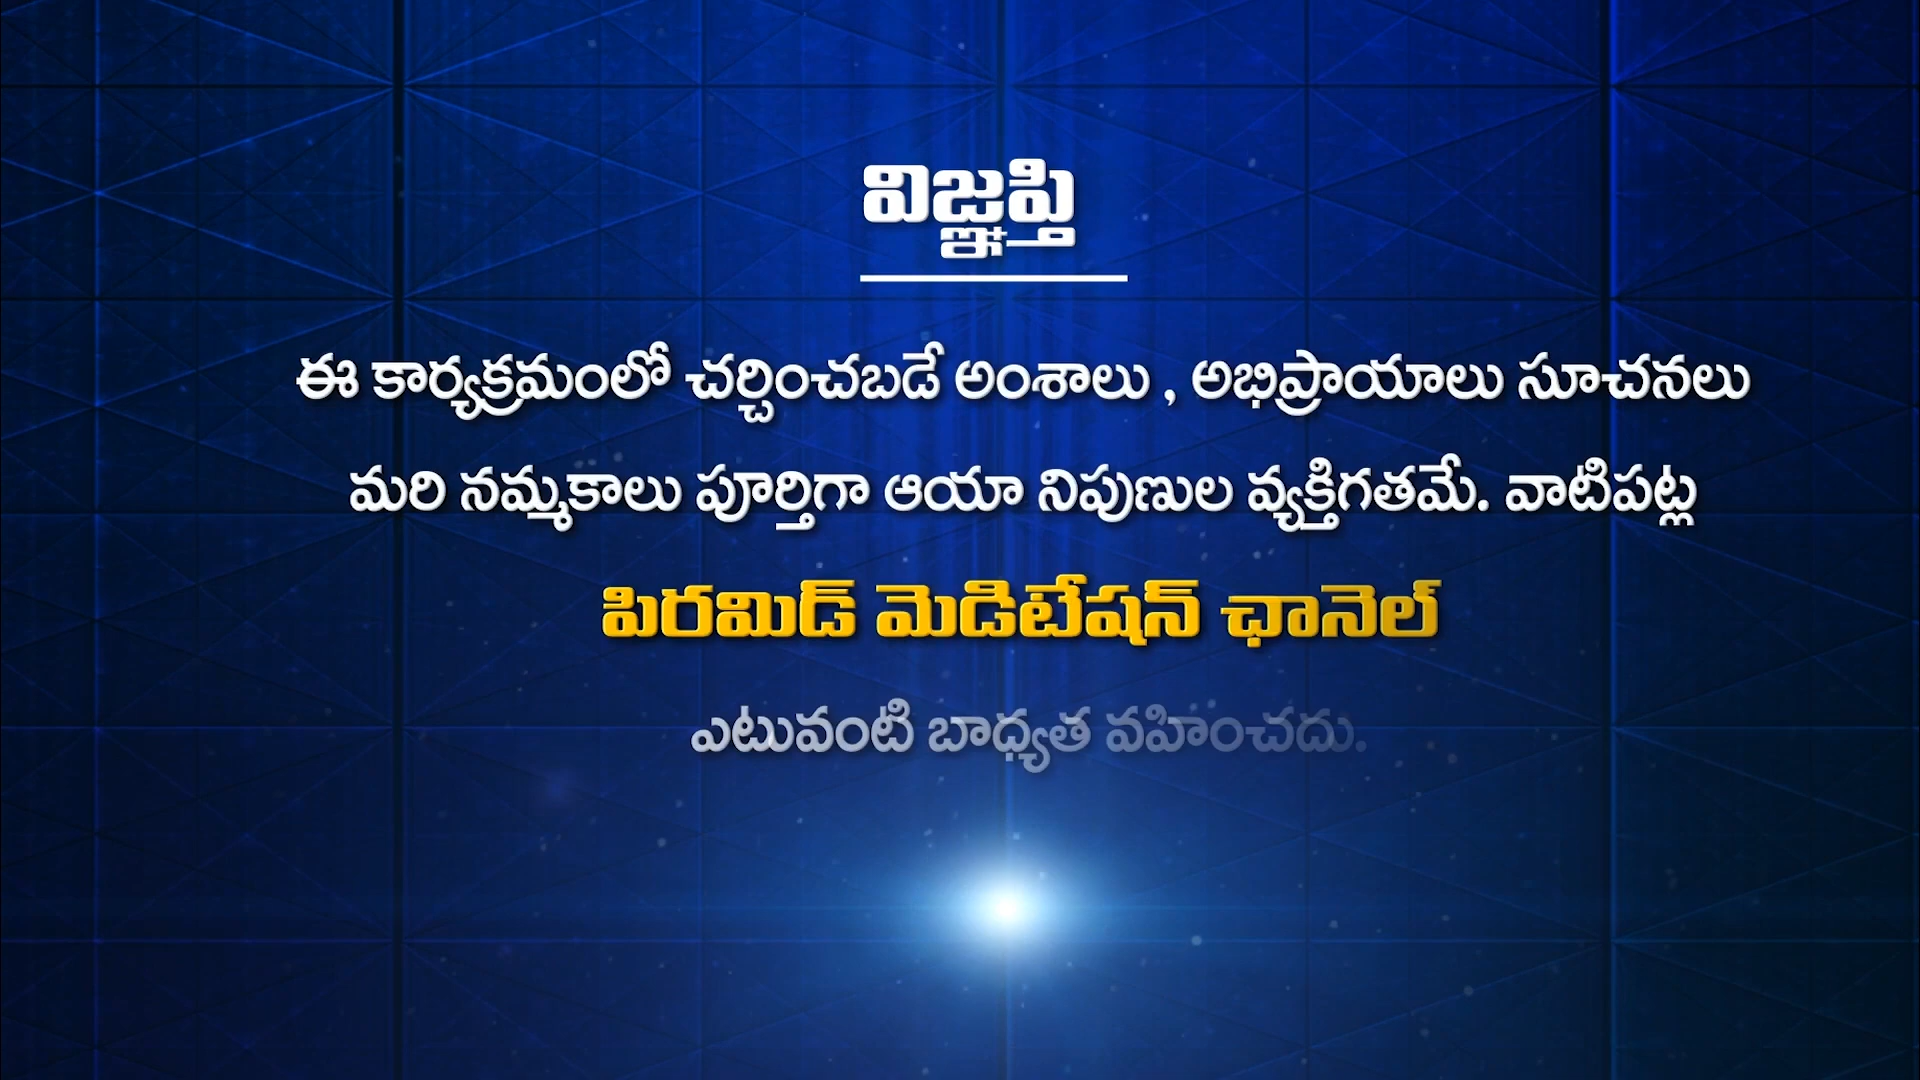 విజ్ఞప్తి
ఈ కార్యక్రమంలో చర్చించబడే అంశాలు , అభిప్రాయాలు సూచనలు
మరి నమ్మకాలు పూర్తిగా ఆయా నిపుణుల వ్యక్తిగతమే. వాటిపట్ల
పిరమిడ్ మెడిటేషన్ ఛానెల్
ఎటువంటి బాధ్యత వహించదు.